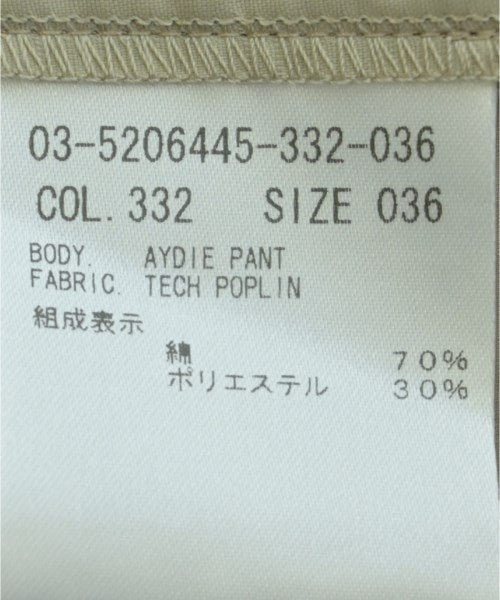 03-5206445-332-036
COL. 332 SIZE 036
BODY. AYDIE PANT
FABRIC. TECH POPLIN
組成表示
綿 70%
ポリエステル 30%